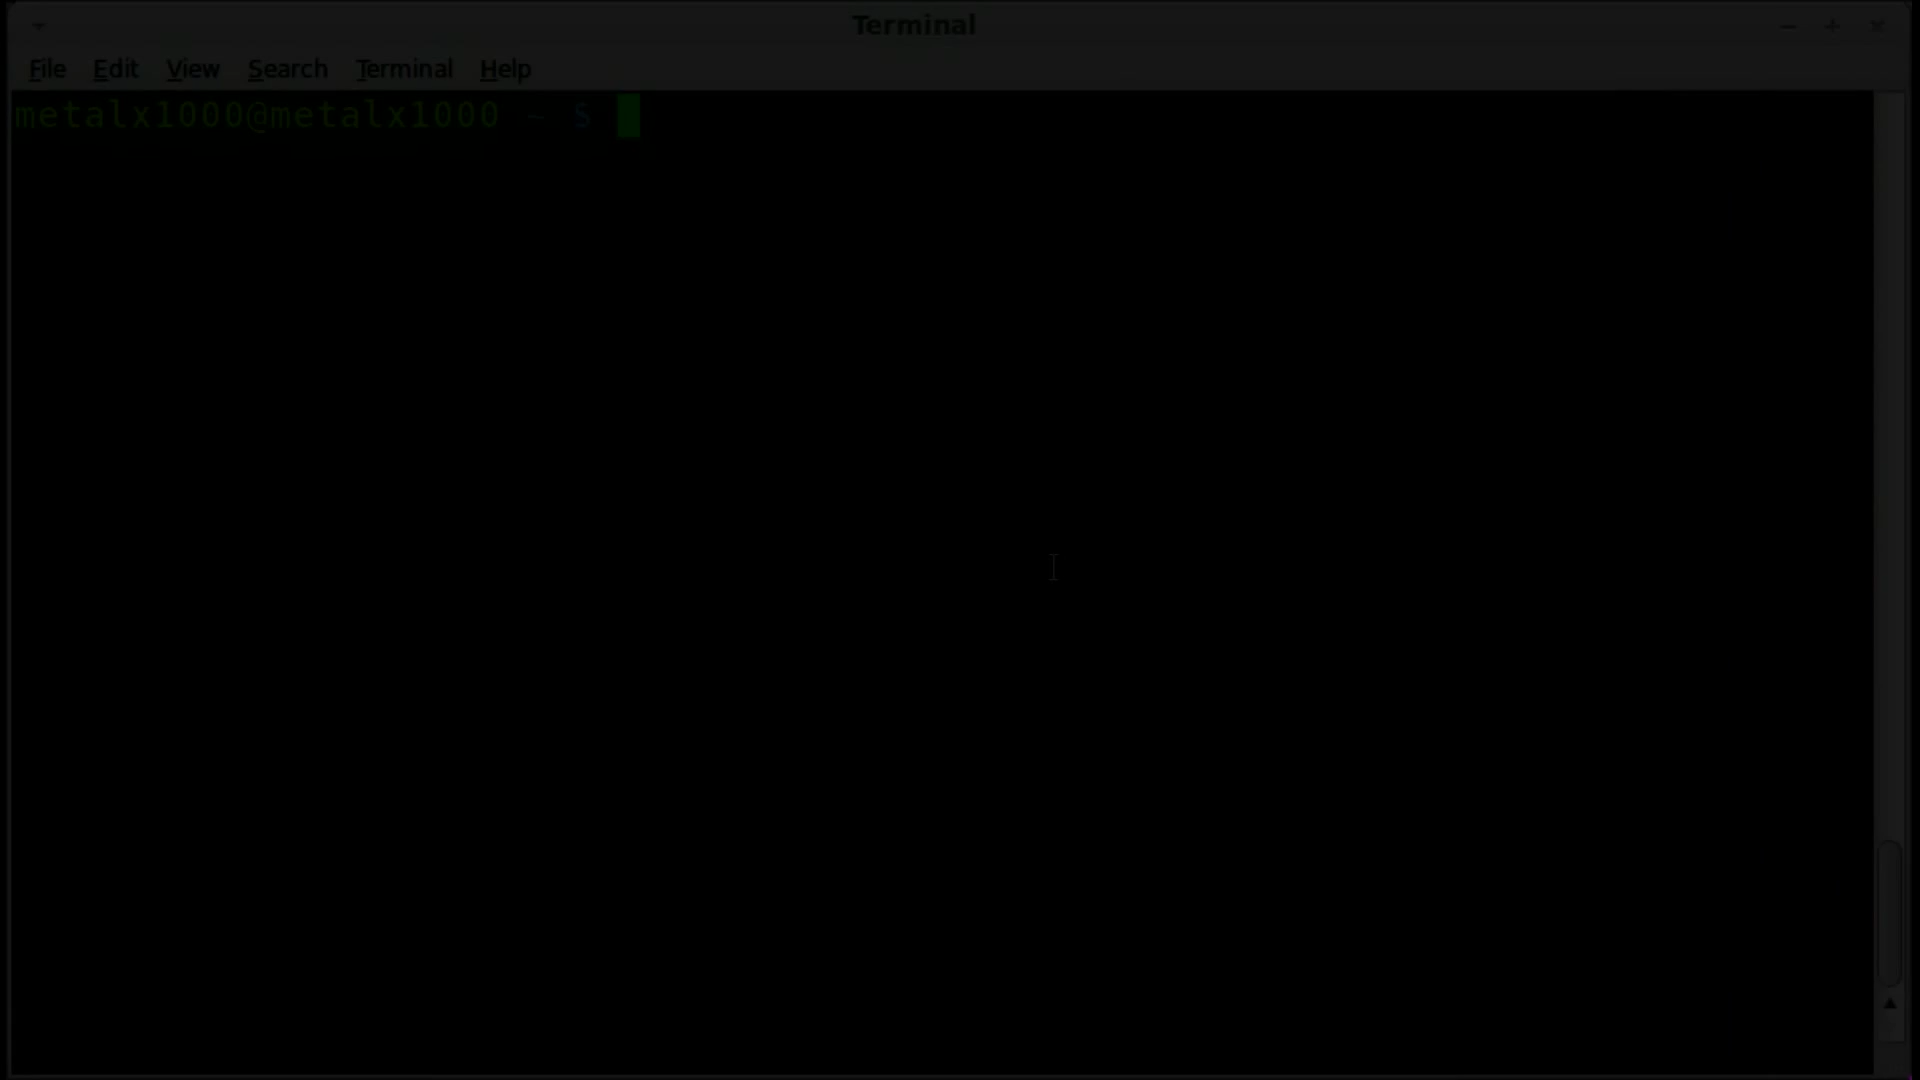 Terminal
File Edit View Search Terminal Help
metalx1000@metalx1000 ~ $